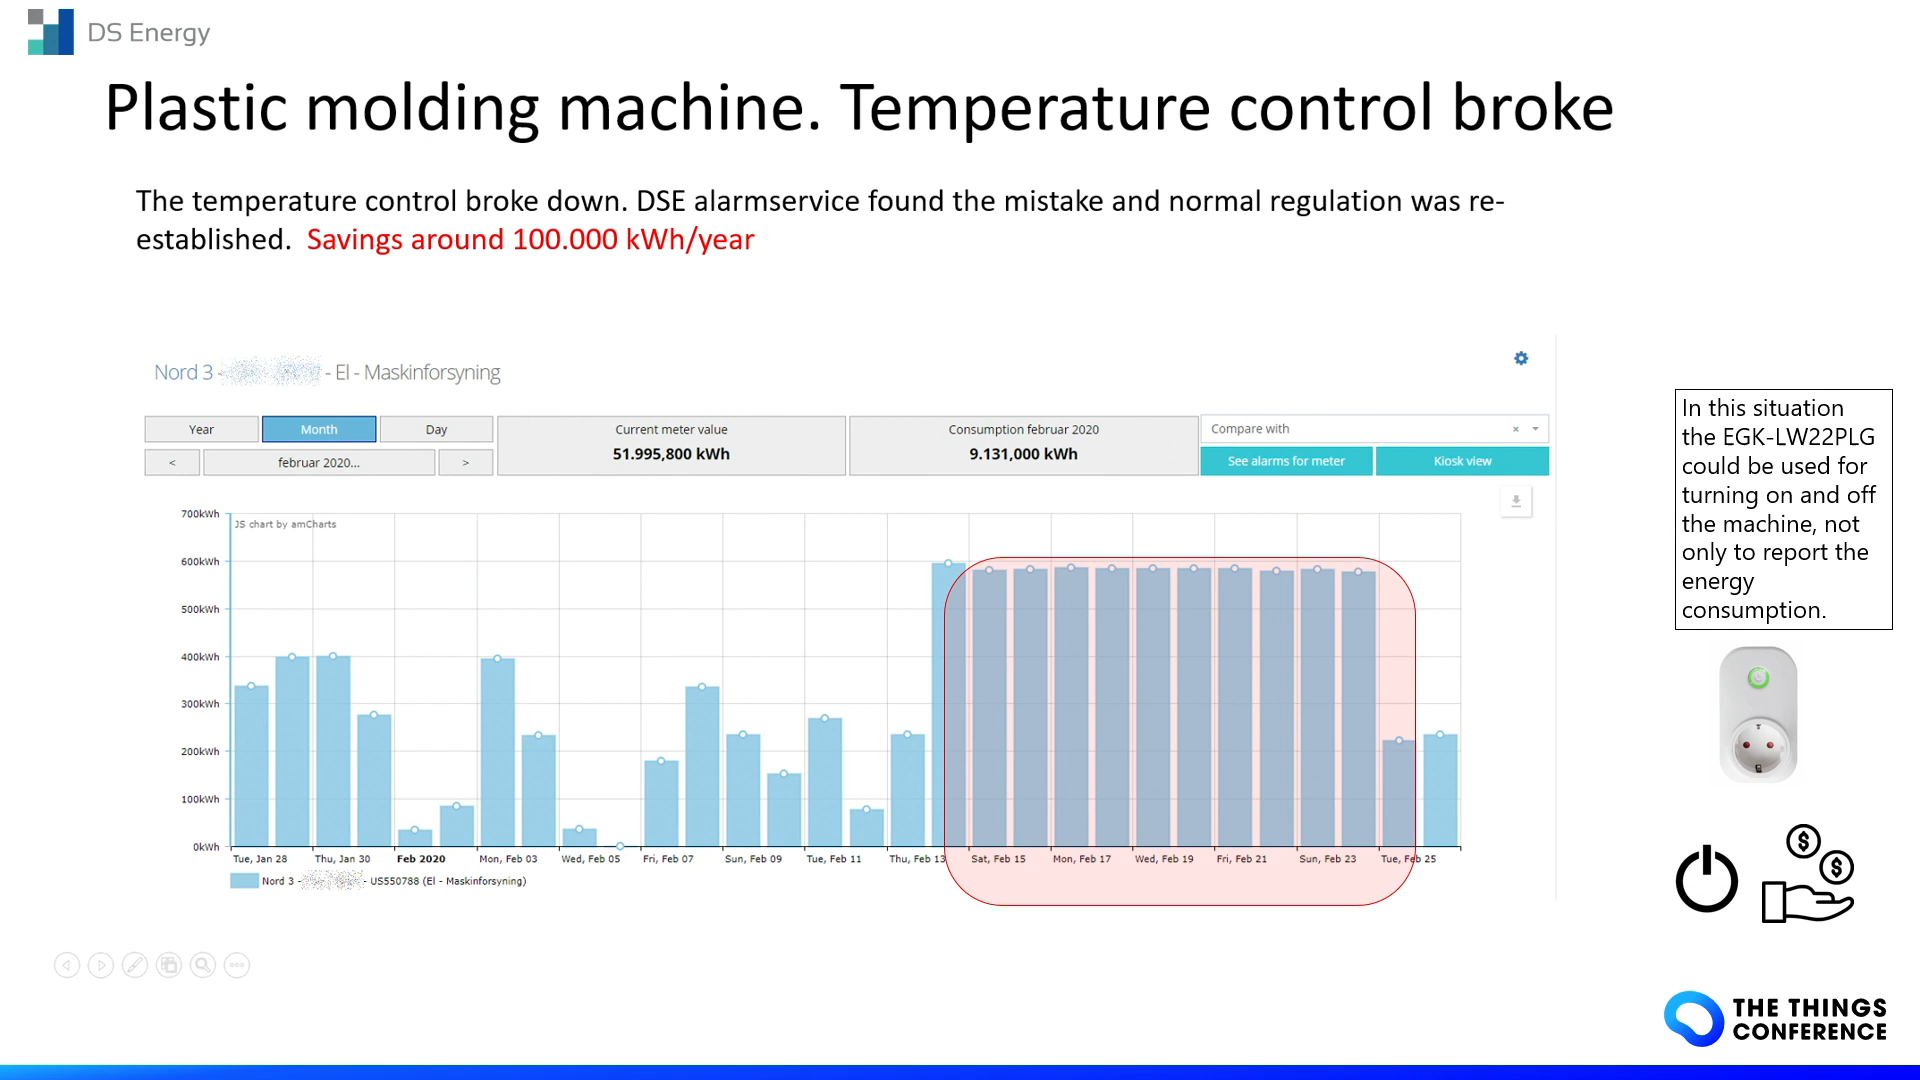 DS Energy
Plastic molding machine. Temperature control broke
The temperature control broke down. DSE alarmservice found the mistake and normal regulation was re-
established. Savings around 100.000 kWh/year
Nord 3 - - El - Maskinforsyning
Year Month Day
< februar 2020... >
Current meter value
51.995,800 kWh
Consumption februar 2020
9.131,000 kWh
Compare with × 
See alarms for meter Kiosk view
JS chart by amCharts
700kWh
600kWh
500kWh
400kWh
300kWh
200kWh
100kWh
0kWh
Tue, Jan 28 Thu, Jan 30 Feb 2020 Mon, Feb 03 Wed, Feb 05 Fri, Feb 07 Sun, Feb 09 Tue, Feb 11 Thu, Feb 13 Sat, Feb 15 Mon, Feb 17 Wed, Feb 19 Fri, Feb 21 Sun, Feb 23 Tue, Feb 25
Nord 3 - - US550788 (El - Maskinforsyning)
In this situation
the EGK-LW22PLG
could be used for
turning on and off
the machine, not
only to report the
energy
consumption.
$
$
THE THINGS
CONFERENCE